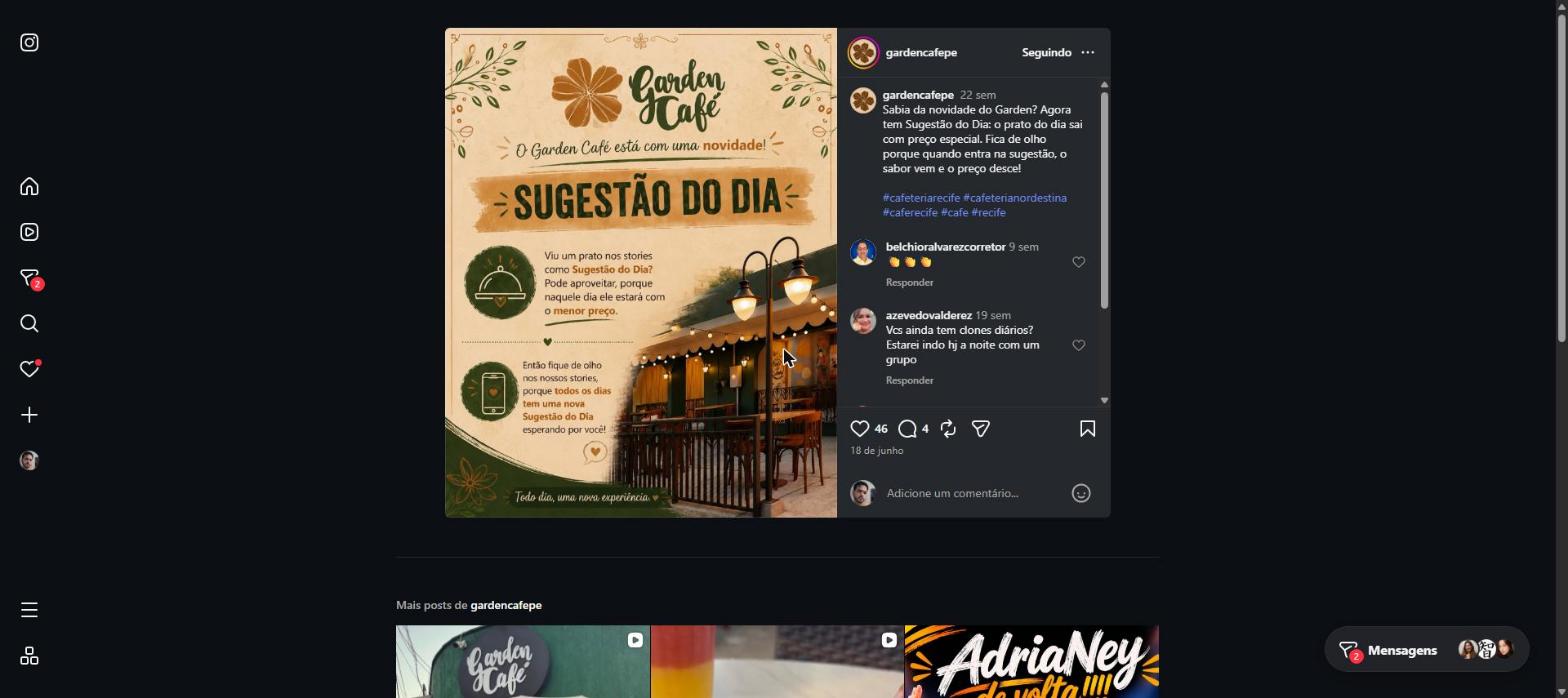 Garden
Café
O Garden Café está com uma novidade!
SUGESTÃO DO DIA
Viu um prato nos stories
como Sugestão do Dia?
Pode aproveitar, porque
naquele dia ele estará com
o menor preço.
Então fique de olho
nos nossos stories,
porque todos os dias
tem uma nova
Sugestão do Dia
esperando por você!
Todo dia, uma nova experiência.
gardencafepe
Seguindo
gardencafepe 22 sem
Sabia da novidade do Garden? Agora
tem Sugestão do Dia: o prato do dia sai
com preço especial. Fica de olho
porque quando entra na sugestão, o
sabor vem e o preço desce!
#cafeteriarecife #cafeterianordestina
#caferecife #cafe #recife
belchioralvarezcorretor 9 sem
👏👏👏
Responder
azevedovalderez 19 sem
Vcs ainda tem clones diários?
Estarei indo hj a noite com um
grupo
Responder
46
4
18 de junho
Adicione um comentário...
2
Mais posts de gardencafepe
Garden
Café
AdriaNey
de volta!!!!
2
Mensagens